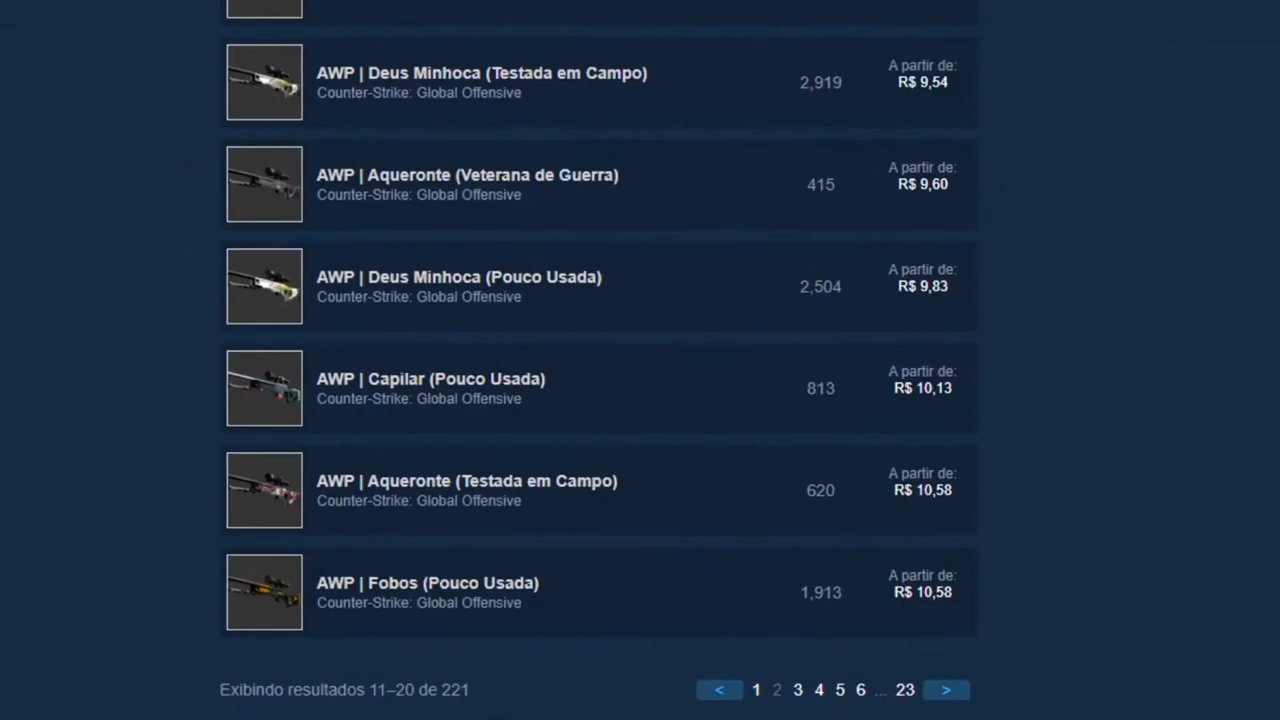 AWP | Deus Minhoca (Testada em Campo)
Counter-Strike: Global Offensive
2,919
A partir de:
R$ 9,54
AWP | Aqueronte (Veterana de Guerra)
Counter-Strike: Global Offensive
415
A partir de:
R$ 9,60
AWP | Deus Minhoca (Pouco Usada)
Counter-Strike: Global Offensive
2,504
A partir de:
R$ 9,83
AWP | Capilar (Pouco Usada)
Counter-Strike: Global Offensive
813
A partir de:
R$ 10,13
AWP | Aqueronte (Testada em Campo)
Counter-Strike: Global Offensive
620
A partir de:
R$ 10,58
AWP | Fobos (Pouco Usada)
Counter-Strike: Global Offensive
1,913
A partir de:
R$ 10,58
Exibindo resultados 11–20 de 221
< 1 2 3 4 5 6 ... 23 >